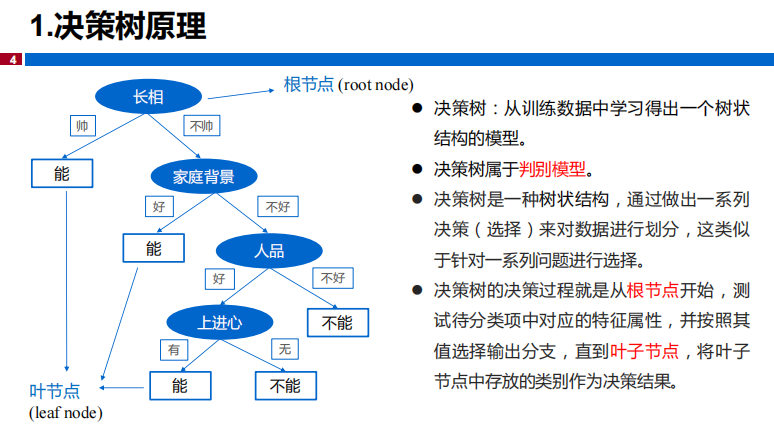 1.决策树原理
4
长相
根节点 (root node)
帅
不帅
能
家庭背景
好
不好
能
人品
好
不好
上进心
不能
有
无
能
不能
叶节点
(leaf node)
● 决策树：从训练数据中学习得出一个树状
结构的模型。
● 决策树属于判别模型。
● 决策树是一种树状结构，通过做出一系列
决策（选择）来对数据进行划分，这类似
于针对一系列问题进行选择。
● 决策树的决策过程就是从根节点开始，测
试待分类项中对应的特征属性，并按照其
值选择输出分支，直到叶子节点，将叶子
节点中存放的类别作为决策结果。